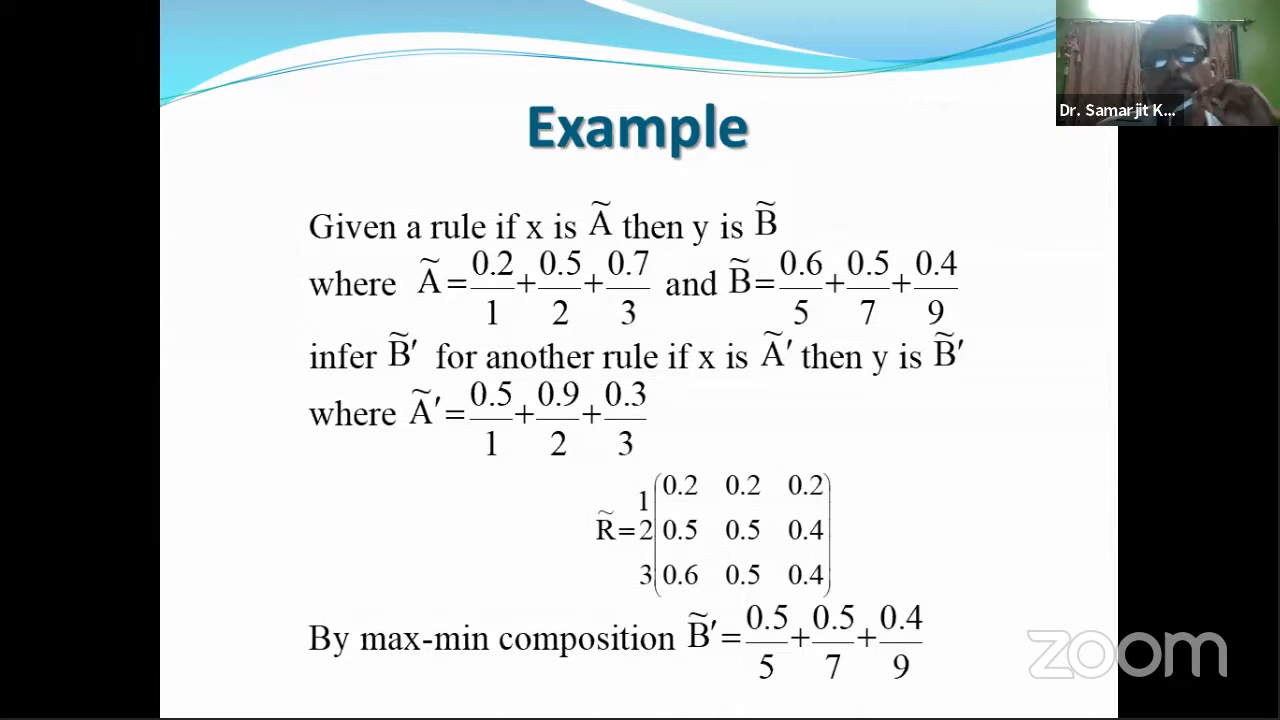 Dr. Samarjit K...
Example
Given a rule if x is Ã then y is B̃
where Ã = 0.2/1 + 0.5/2 + 0.7/3 and B̃ = 0.6/5 + 0.5/7 + 0.4/9
infer B̃′ for another rule if x is Ã′ then y is B̃′
where Ã′ = 0.5/1 + 0.9/2 + 0.3/3
1 0.2 0.2 0.2
R̃ = 2 0.5 0.5 0.4
3 0.6 0.5 0.4
By max-min composition B̃′ = 0.5/5 + 0.5/7 + 0.4/9
zoom